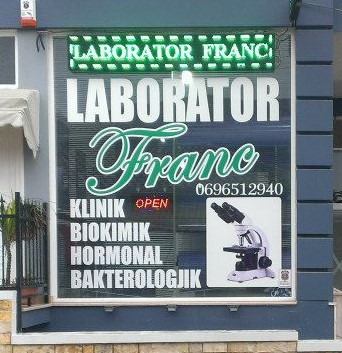 LABORATOR FRANC
LABORATOR
Franc
0696512940
KLINIK
OPEN
BIOKIMIK
HORMONAL
BAKTEROLOGJIK